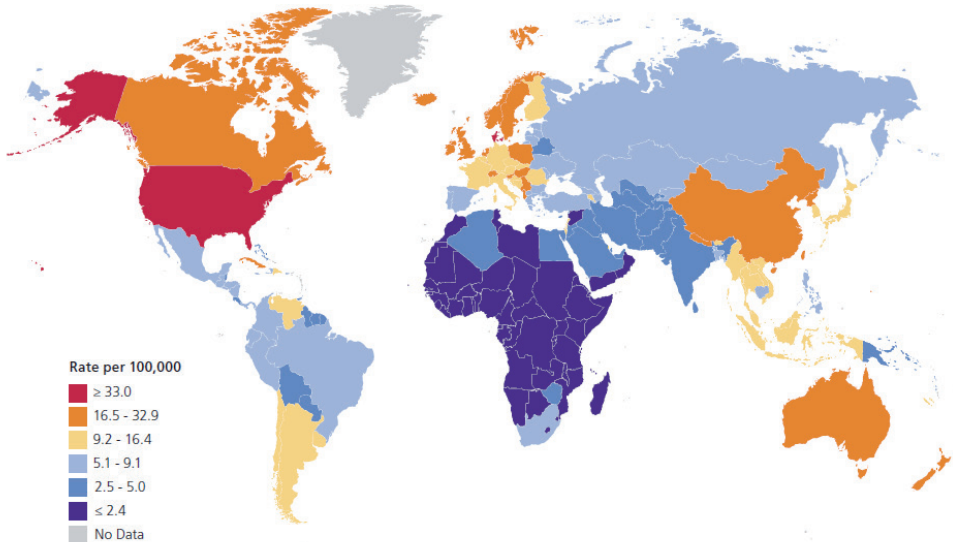 Rate per 100,000
≥ 33.0
16.5 - 32.9
9.2 - 16.4
5.1 - 9.1
2.5 - 5.0
≤ 2.4
No Data